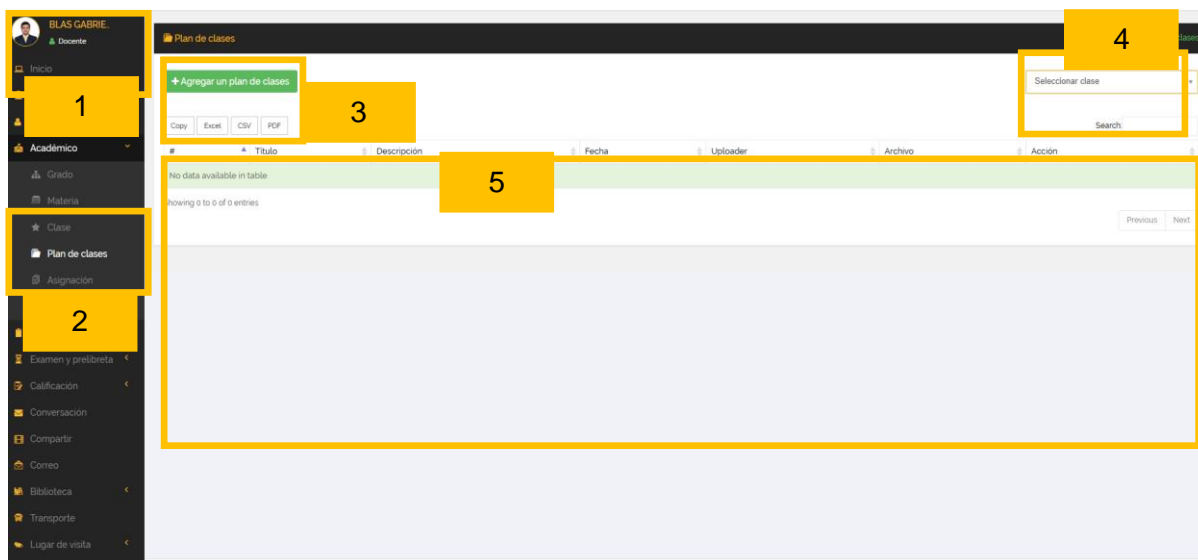 BLAS GABRIE..
Docente
Inicio
1
Académico
Grado
Materia
Clase
Plan de clases
Asignación
2
Examen y prelibreta
Calificación
Conversación
Compartir
Correo
Biblioteca
Transporte
Lugar de visita
Plan de clases
4
+ Agregar un plan de clases
3
Seleccionar clase
Copy Excel CSV PDF
Search:
# Título Descripción Fecha Uploader Archivo Acción
No data available in table
5
howing 0 to 0 of 0 entries
Previous Next